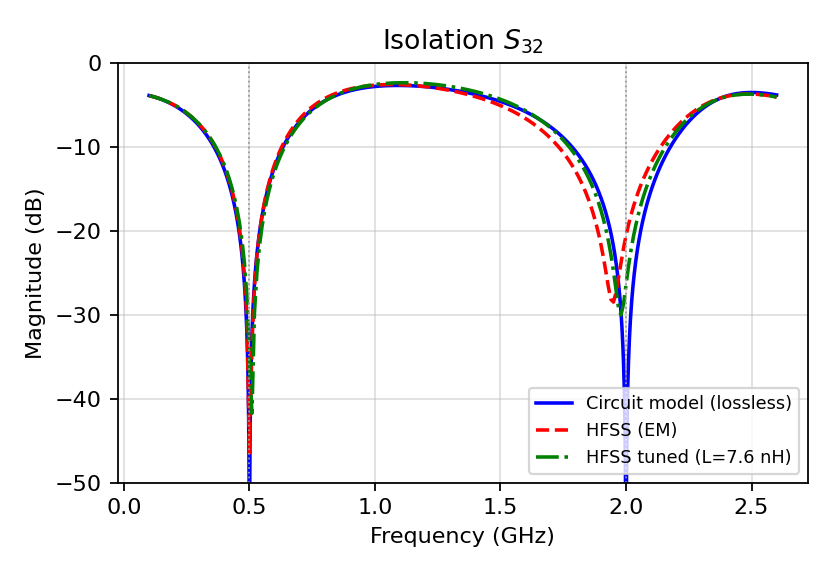 Isolation S32
0
−10
−20
−30
−40
−50
Magnitude (dB)
Circuit model (lossless)
HFSS (EM)
HFSS tuned (L=7.6 nH)
0.0 0.5 1.0 1.5 2.0 2.5
Frequency (GHz)